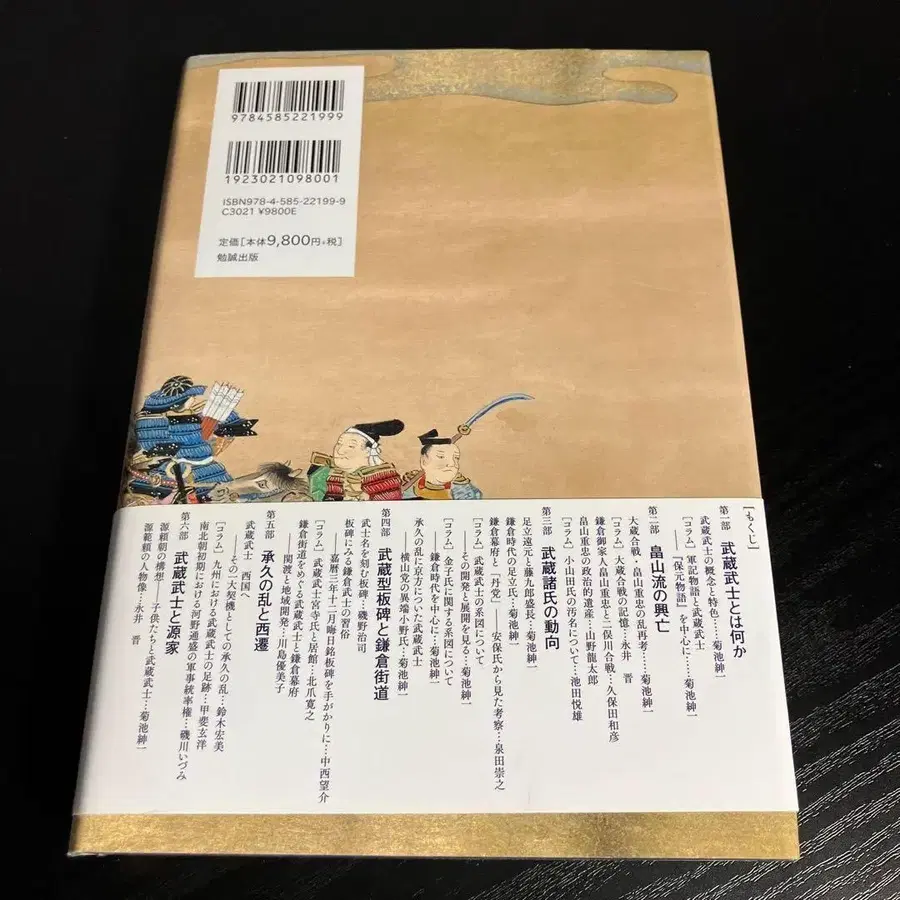 9784585221999
1923021098001
ISBN978-4-585-22199-9
C3021 ¥9800E
定価[本体9,800円+税]
勉誠出版
[もくじ]
第一部 武蔵武士とは何か
武蔵武士の概念と特色…菊池紳一
[コラム] 軍記物語と武蔵武士
——『保元物語』を中心に…菊池紳一
第二部 畠山流の興亡
大蔵合戦・畠山重忠の乱再考……菊池紳一
[コラム] 大蔵合戦の記憶…永井 晋
鎌倉御家人畠山重忠と二俣川合戦…久保田和彦
畠山重忠の政治的遺産…山野龍太郎
[コラム] 小山田氏の汚名について…池田悦雄
第三部 武蔵諸氏の動向
足立遠元と藤九郎盛長…菊池紳一
鎌倉時代の足立氏…菊池紳一
鎌倉幕府と「丹党」——安保氏から見た考察…泉田崇之
[コラム] 武蔵武士の系図について
——その開発と展開を見る…菊池紳一
[コラム] 金子氏に関する系図について
——鎌倉時代を中心に…菊池紳一
承久の乱に京方についた武蔵武士
——横山党の異端小野氏…菊池紳一
第四部 武蔵型板碑と鎌倉街道
武士名を刻む板碑…磯野治司
板碑にみる鎌倉武士の習俗
——嘉暦三年十二月晦日銘板碑を手がかりに…中西望介
[コラム] 武蔵武士宮寺氏と居館…北爪寛之
鎌倉街道をめぐる武蔵武士と鎌倉幕府
——関渡と地域開発…川島優美子
第五部 承久の乱と西遷
武蔵武士 西国へ
——その一大契機としての承久の乱…鈴木宏美
[コラム] 九州における武蔵武士の足跡…甲斐玄洋
南北朝初期における河野通盛の軍事統率権…磯川いづみ
第六部 武蔵武士と源家
源頼朝の構想——子供たちと武蔵武士…菊池紳一
源範頼の人物像…永井 晋